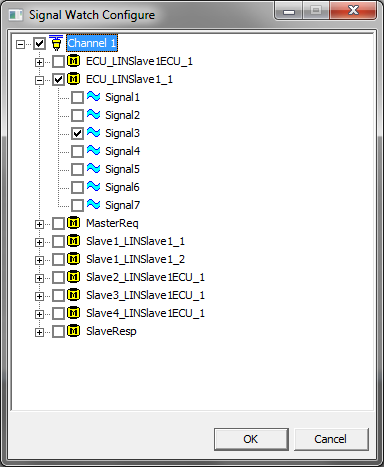 Signal Watch Configure
Channel 1
ECU_LINSlave1ECU_1
ECU_LINSlave1_1
Signal1
Signal2
Signal3
Signal4
Signal5
Signal6
Signal7
MasterReq
Slave1_LINSlave1_1
Slave1_LINSlave1_2
Slave2_LINSlave1ECU_1
Slave3_LINSlave1ECU_1
Slave4_LINSlave1ECU_1
SlaveResp
OK
Cancel